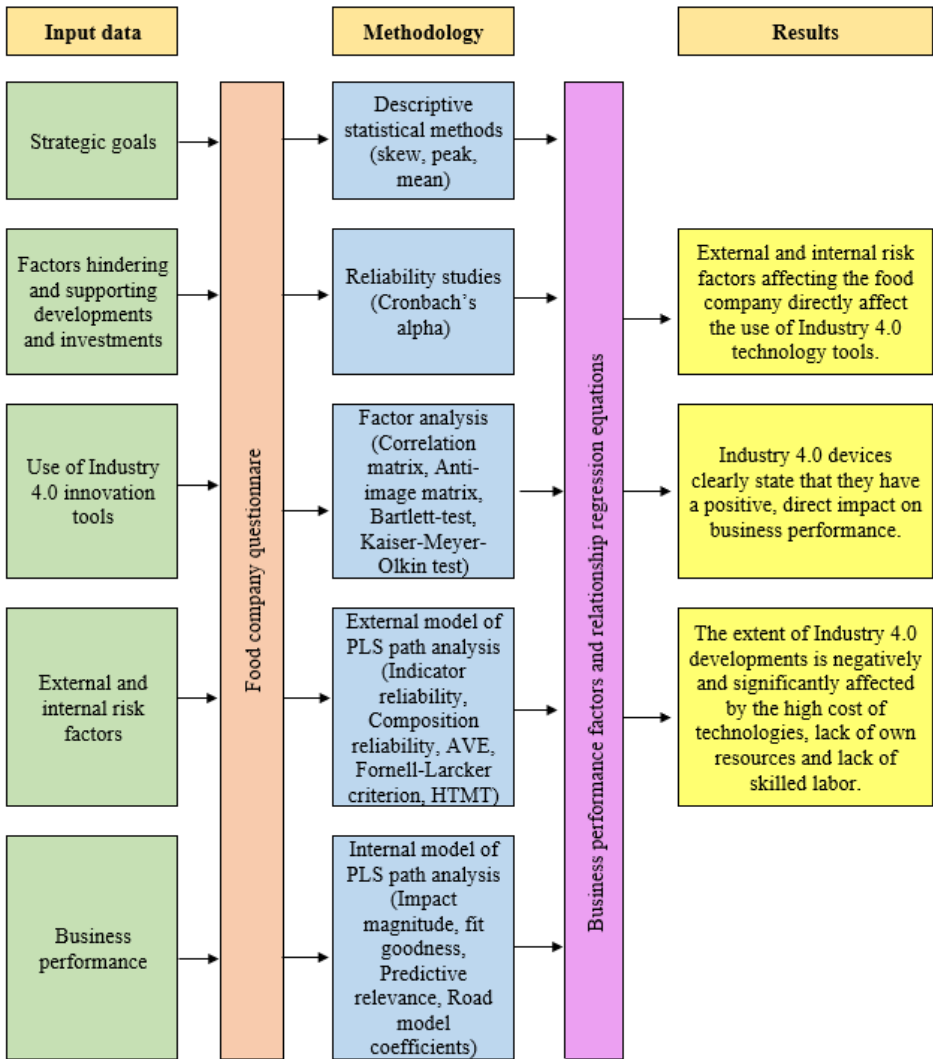 Input data
Methodology
Results
Strategic goals
Factors hindering
and supporting
developments
and investments
Use of Industry
4.0 innovation
tools
External and
internal risk
factors
Business
performance
Food company questionnare
Descriptive
statistical methods
(skew, peak,
mean)
Reliability studies
(Cronbach’s
alpha)
Factor analysis
(Correlation
matrix, Anti-
image matrix,
Bartlett-test,
Kaiser-Meyer-
Olkin test)
External model of
PLS path analysis
(Indicator
reliability,
Composition
reliability, AVE,
Fornell-Larcker
criterion, HTMT)
Internal model of
PLS path analysis
(Impact
magnitude, fit
goodness,
Predictive
relevance, Road
model
coefficients)
Business performance factors and relationship regression equations
External and internal risk
factors affecting the food
company directly affect
the use of Industry 4.0
technology tools.
Industry 4.0 devices
clearly state that they have
a positive, direct impact on
business performance.
The extent of Industry 4.0
developments is negatively
and significantly affected
by the high cost of
technologies, lack of own
resources and lack of
skilled labor.